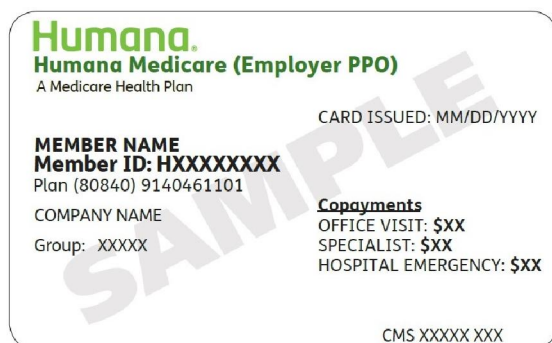 Humana.
Humana Medicare (Employer PPO)
A Medicare Health Plan
CARD ISSUED: MM/DD/YYYY
MEMBER NAME
Member ID: HXXXXXXXX
Plan (80840) 9140461101
COMPANY NAME
Group: XXXXX
Copayments
OFFICE VISIT: $XX
SPECIALIST: $XX
HOSPITAL EMERGENCY: $XX
CMS XXXXX XXX
SAMPLE